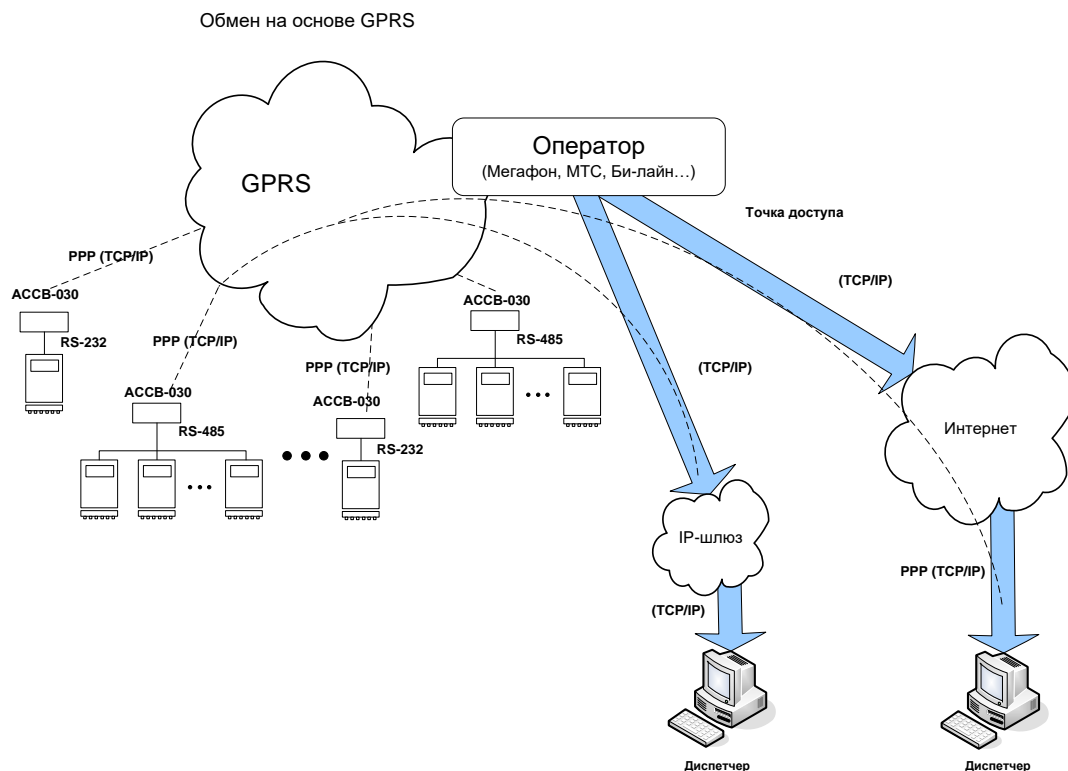 Обмен на основе GPRS
Оператор
(Мегафон, МТС, Би-лайн…)
GPRS
Точка доступа
PPP (TCP/IP)
(TCP/IP)
АССВ-030
АССВ-030
RS-232
PPP (TCP/IP)
RS-485
PPP (TCP/IP)
(TCP/IP)
АССВ-030
АССВ-030
RS-485
RS-232
Интернет
IP-шлюз
PPP (TCP/IP)
(TCP/IP)
Диспетчер
Диспетчер